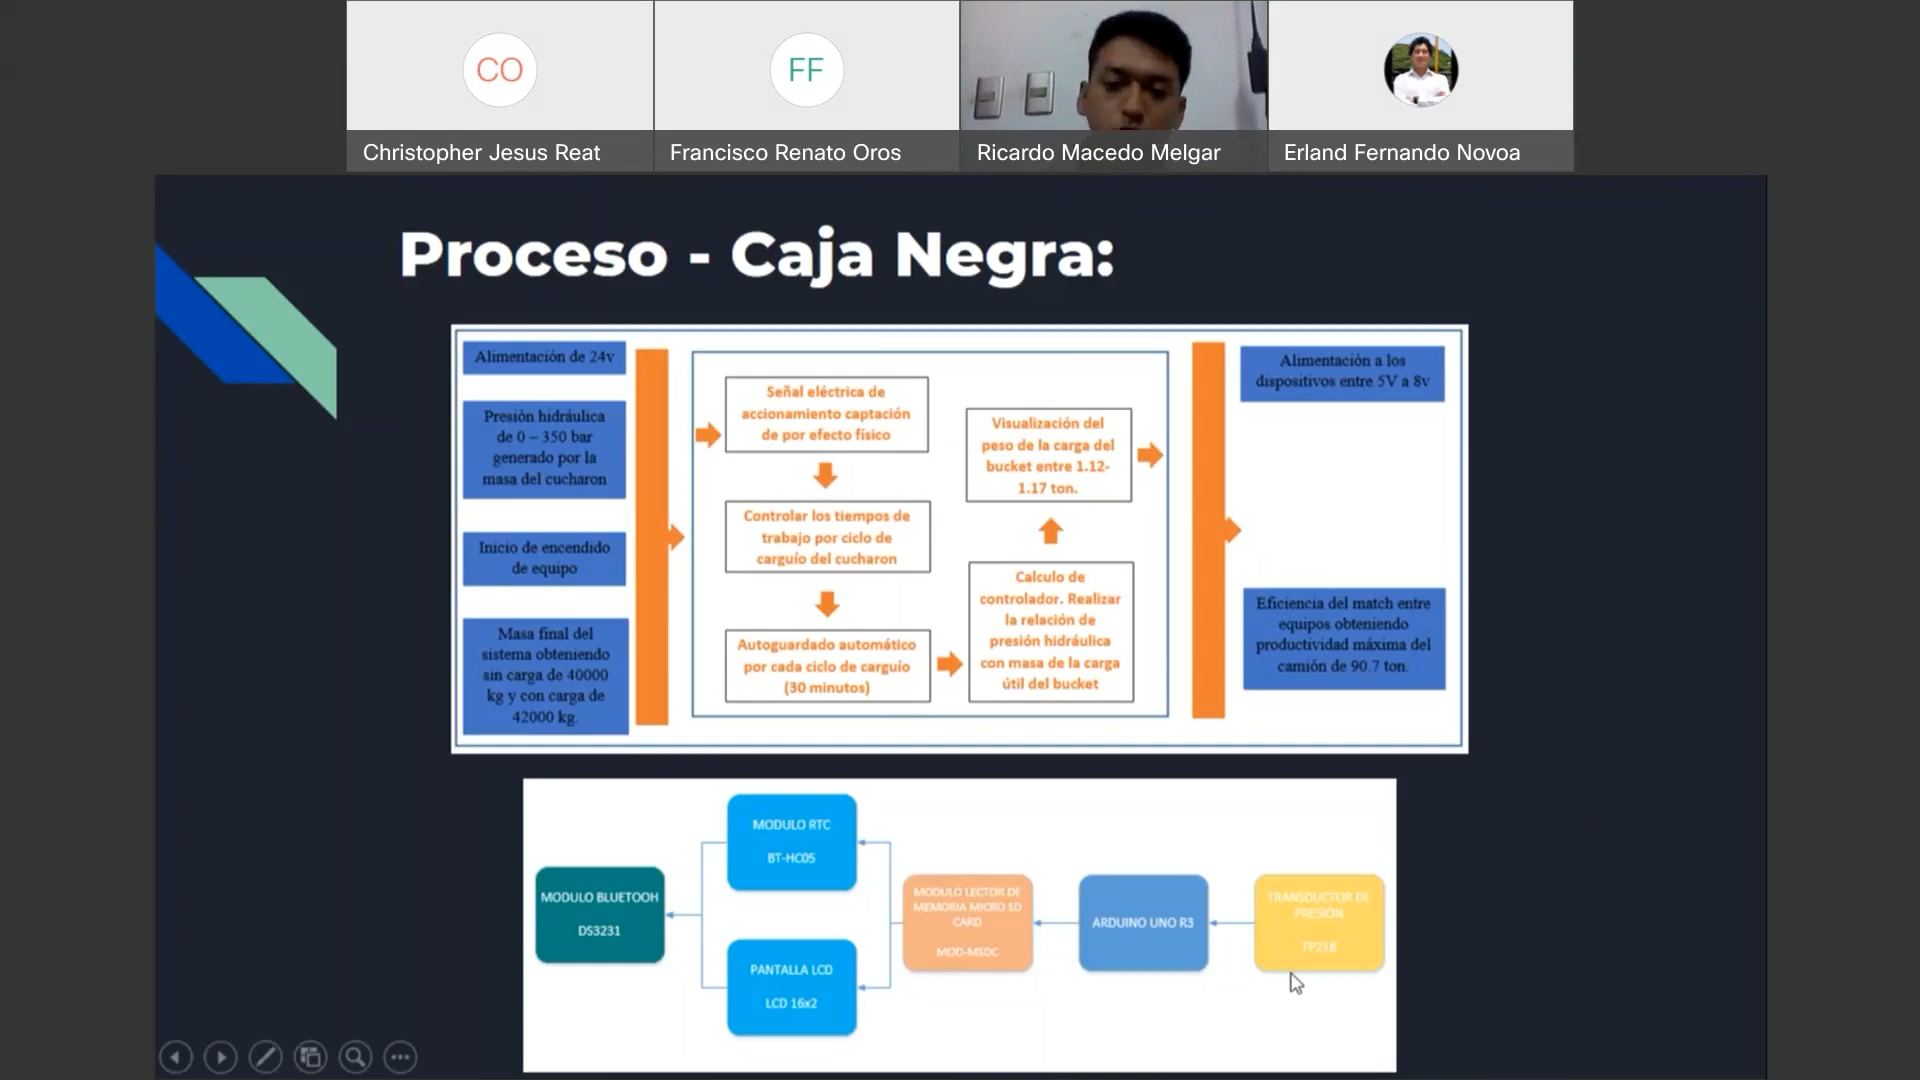 CO
FF
Christopher Jesus Reat
Francisco Renato Oros
Ricardo Macedo Melgar
Erland Fernando Novoa
Proceso - Caja Negra:
Alimentación de 24v
Presión hidráulica
de 0 – 350 bar
generado por la
masa del cucharon
Inicio de encendido
de equipo
Masa final del
sistema obteniendo
sin carga de 40000
kg y con carga de
42000 kg.
Señal eléctrica de
accionamiento captación
de por efecto físico
Controlar los tiempos de
trabajo por ciclo de
carguío del cucharon
Autoguardado automático
por cada ciclo de carguío
(30 minutos)
Calculo de
controlador. Realizar
la relación de
presión hidráulica
con masa de la carga
útil del bucket
Visualización del
peso de la carga del
bucket entre 1.12-
1.17 ton.
Alimentación a los
dispositivos entre 5V a 8v
Eficiencia del match entre
equipos obteniendo
productividad máxima del
camión de 90.7 ton.
MODULO BLUETOOH
DS3231
MODULO RTC
BT-HC05
PANTALLA LCD
LCD 16x2
MODULO LECTOR DE
MEMORIA MICRO SD
CARD
MOD-MSDC
ARDUINO UNO R3
TRANSDUCTOR DE
PRESIÓN
TP218